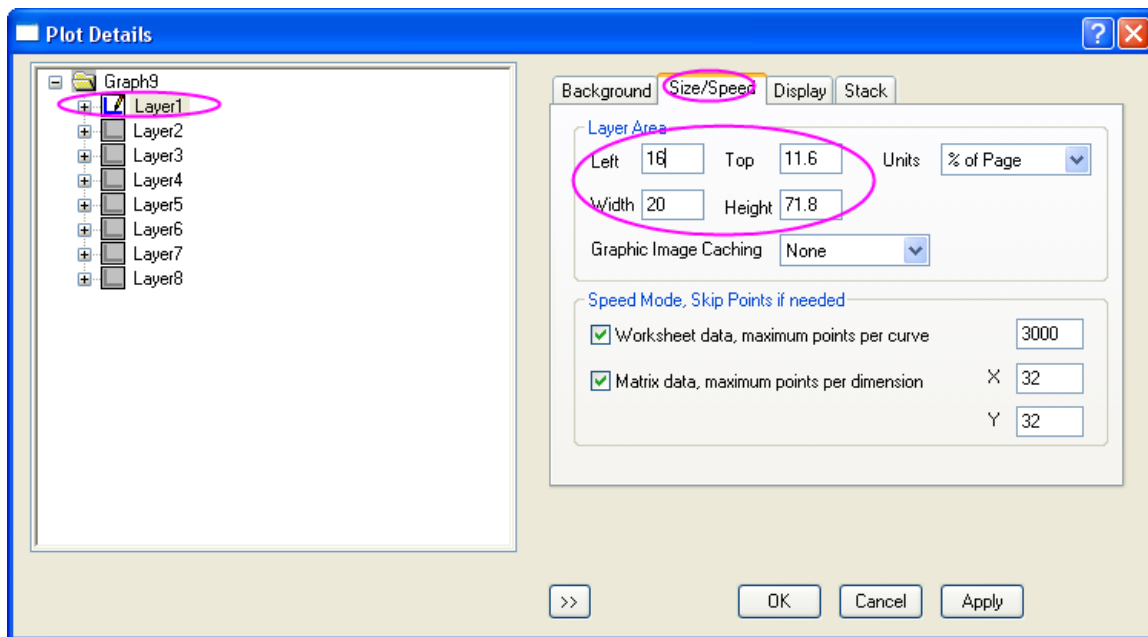 Plot Details
Graph9
Layer1
Layer2
Layer3
Layer4
Layer5
Layer6
Layer7
Layer8
Background Size/Speed Display Stack
Layer Area
Left 16 Top 11.6 Units % of Page
Width 20 Height 71.8
Graphic Image Caching None
Speed Mode, Skip Points if needed
Worksheet data, maximum points per curve 3000
Matrix data, maximum points per dimension X 32
Y 32
>> OK Cancel Apply